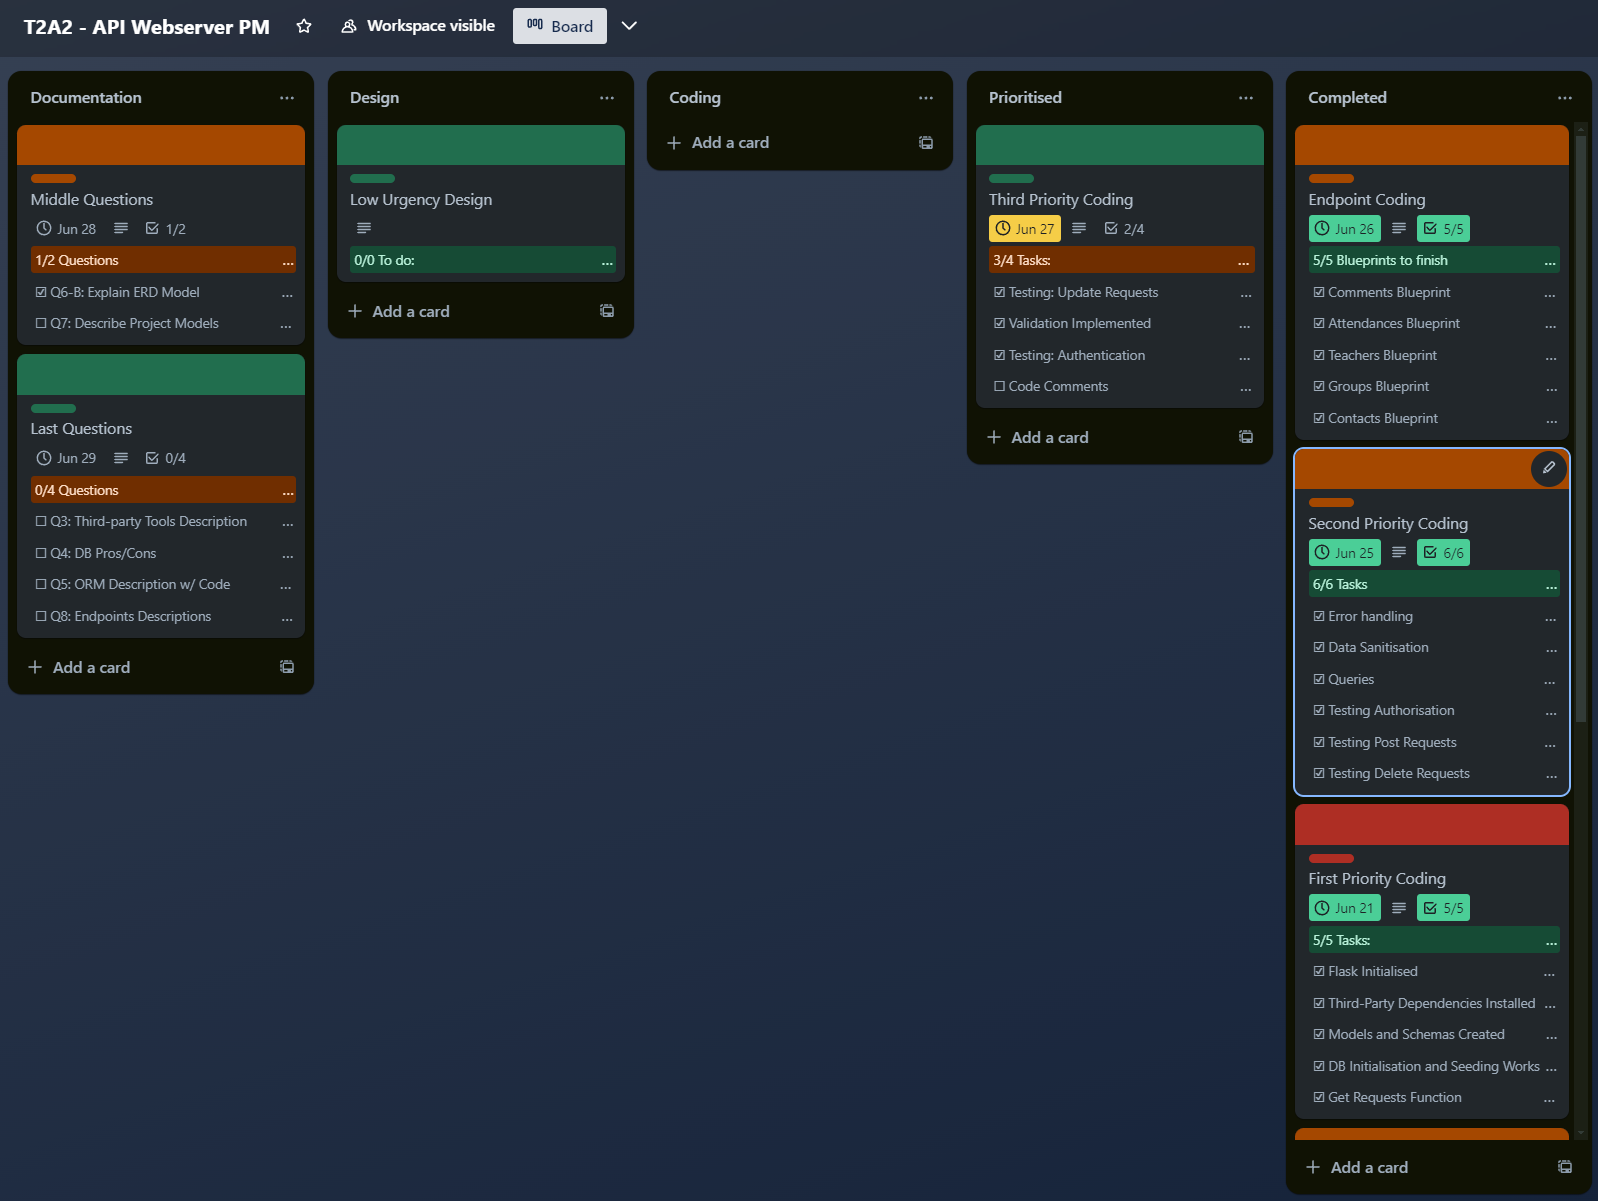 T2A2 - API Webserver PM
Workspace visible
Board
Documentation
Middle Questions
Jun 28 1/2
1/2 Questions ...
Q6-B: Explain ERD Model ...
Q7: Describe Project Models ...
Last Questions
Jun 29 0/4
0/4 Questions ...
Q3: Third-party Tools Description ...
Q4: DB Pros/Cons ...
Q5: ORM Description w/ Code ...
Q8: Endpoints Descriptions ...
+ Add a card
Design
Low Urgency Design
0/0 To do: ...
+ Add a card
Coding
+ Add a card
Prioritised
Third Priority Coding
Jun 27 2/4
3/4 Tasks: ...
Testing: Update Requests ...
Validation Implemented ...
Testing: Authentication ...
Code Comments ...
+ Add a card
Completed
Endpoint Coding
Jun 26 5/5
5/5 Blueprints to finish ...
Comments Blueprint ...
Attendances Blueprint ...
Teachers Blueprint ...
Groups Blueprint ...
Contacts Blueprint ...
Second Priority Coding
Jun 25 6/6
6/6 Tasks ...
Error handling ...
Data Sanitisation ...
Queries ...
Testing Authorisation ...
Testing Post Requests ...
Testing Delete Requests ...
First Priority Coding
Jun 21 5/5
5/5 Tasks: ...
Flask Initialised ...
Third-Party Dependencies Installed ...
Models and Schemas Created ...
DB Initialisation and Seeding Works ...
Get Requests Function ...
+ Add a card